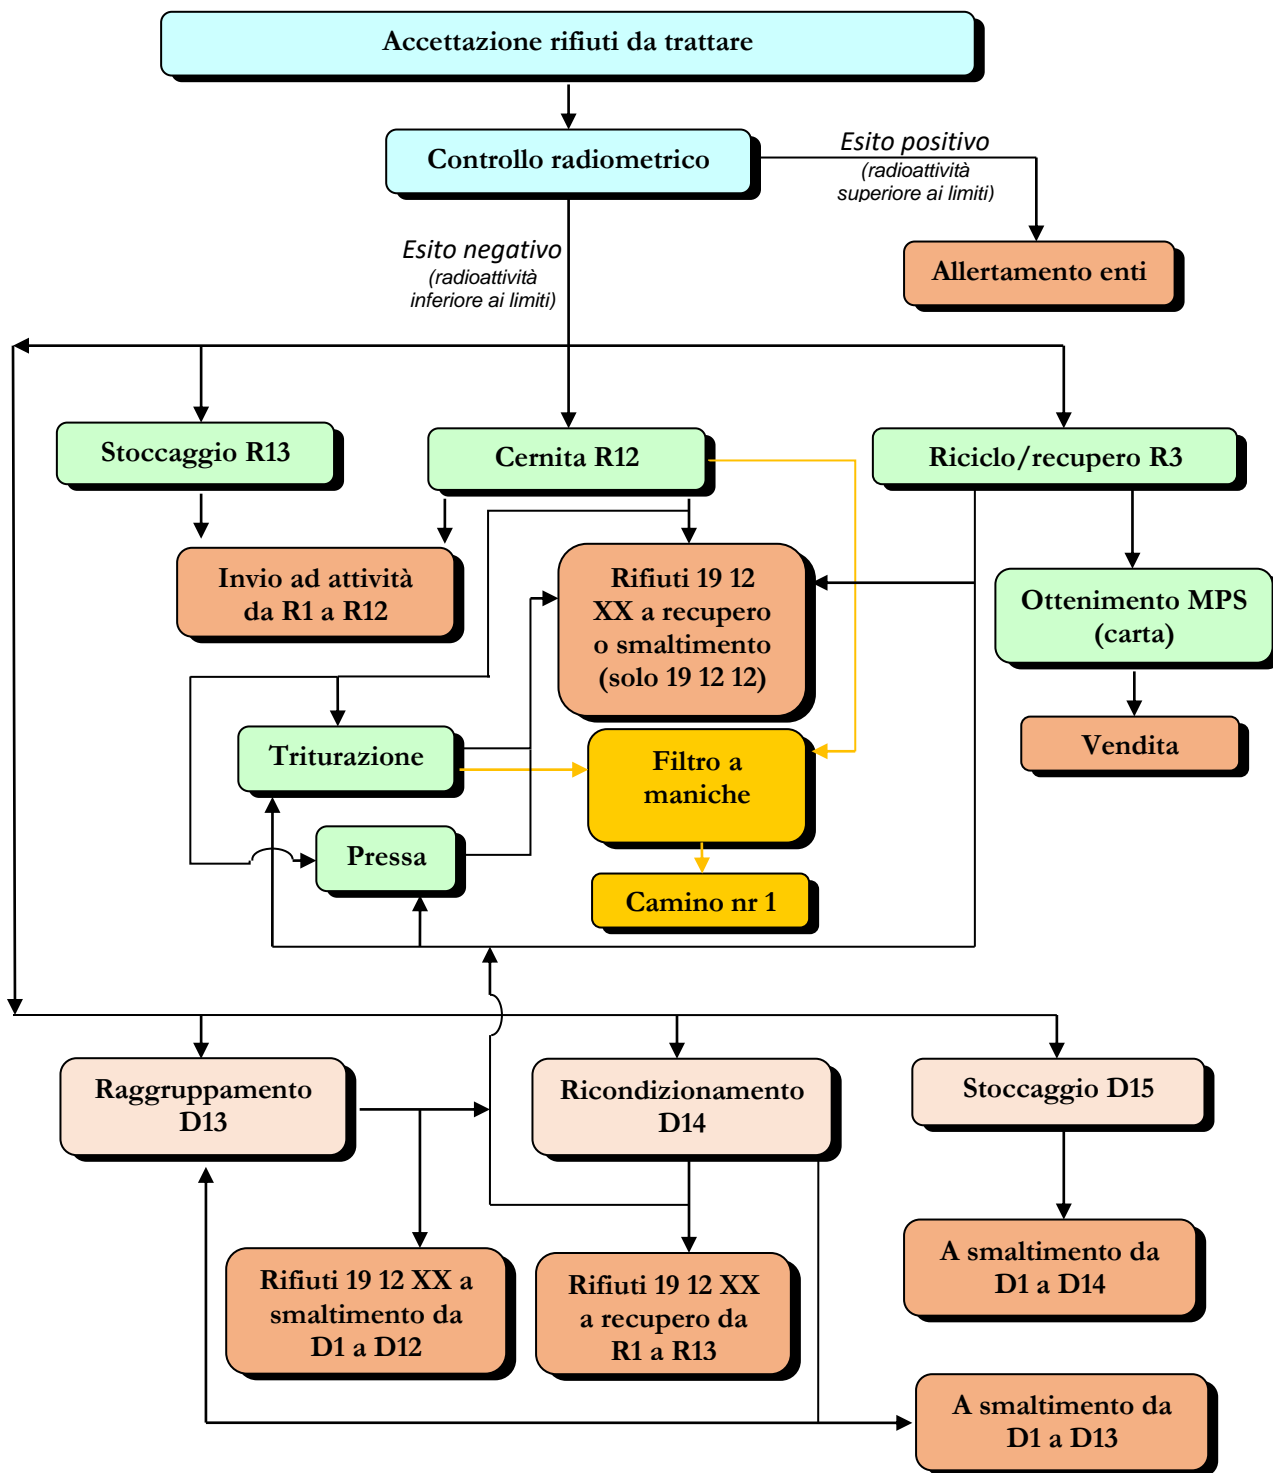 Accettazione rifiuti da trattare
Controllo radiometrico
Esito positivo
(radioattività
superiore ai limiti)
Esito negativo
(radioattività
inferiore ai limiti)
Allertamento enti
Stoccaggio R13
Cernita R12
Riciclo/recupero R3
Invio ad attività
da R1 a R12
Rifiuti 19 12
XX a recupero
o smaltimento
(solo 19 12 12)
Ottenimento MPS
(carta)
Vendita
Triturazione
Filtro a
maniche
Pressa
Camino nr 1
Raggruppamento
D13
Ricondizionamento
D14
Stoccaggio D15
Rifiuti 19 12 XX a
smaltimento da
D1 a D12
Rifiuti 19 12 XX
a recupero da
R1 a R13
A smaltimento da
D1 a D14
A smaltimento da
D1 a D13